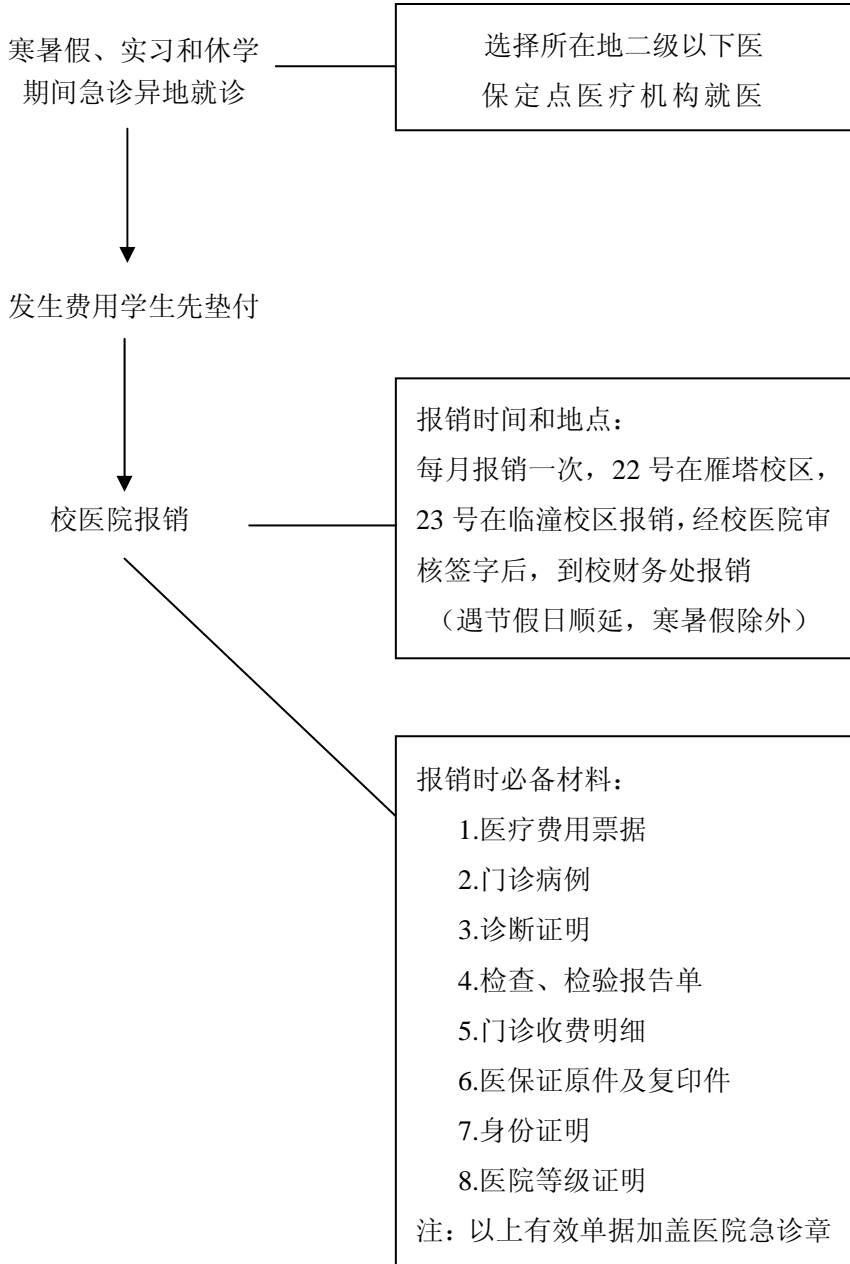 寒暑假、实习和休学
期间急诊异地就诊
选择所在地二级以下医
保定点医疗机构就医
发生费用学生先垫付
校医院报销
报销时间和地点：
每月报销一次，22 号在雁塔校区，
23 号在临潼校区报销，经校医院审
核签字后，到校财务处报销
（遇节假日顺延，寒暑假除外）
报销时必备材料：
1.医疗费用票据
2.门诊病例
3.诊断证明
4.检查、检验报告单
5.门诊收费明细
6.医保证原件及复印件
7.身份证明
8.医院等级证明
注：以上有效单据加盖医院急诊章